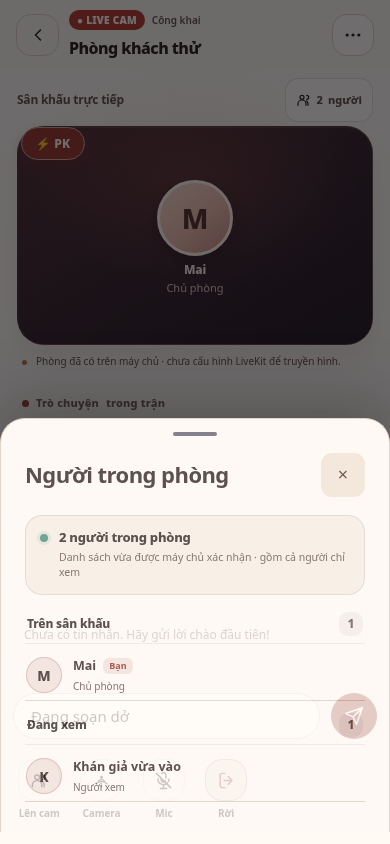 LIVE CAM Công khai
Phòng khách thử
Sân khấu trực tiếp
2 người
⚡ PK
M
Mai
Chủ phòng
Phòng đã có trên máy chủ · chưa cấu hình LiveKit để truyền hình.
Trò chuyện trong trận
Người trong phòng
×
2 người trong phòng
Danh sách vừa được máy chủ xác nhận · gồm cả người chỉ
xem
Trên sân khấu 1
Chưa có tin nhắn. Hãy gửi lời chào đầu tiên!
M
Mai Bạn
Chủ phòng
Đang soạn dở
Đang xem 1
K
Khán giả vừa vào
Người xem
Lên cam Camera Mic Rời